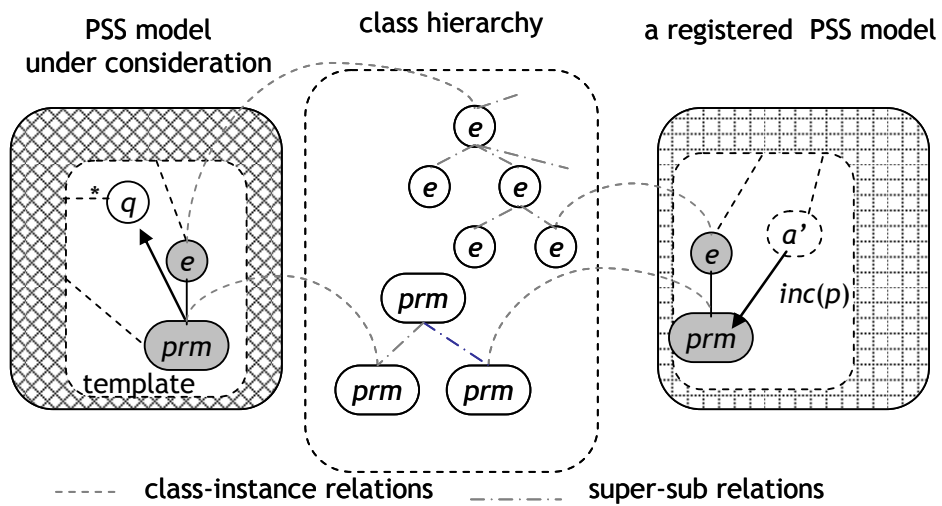 PSS model
under consideration
class hierarchy
a registered PSS model
*
q
e
prm
template
e
e
e
e
e
prm
prm
prm
e
a'
inc(p)
prm
class-instance relations
super-sub relations